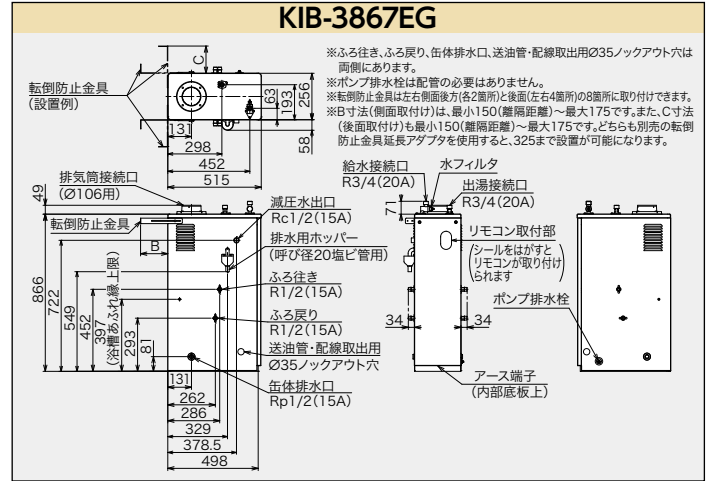 KIB-3867EG
※ふろ往き、ふろ戻り、缶体排水口、送油管・配線取出用Ø35ノックアウト穴は
両側にあります。
※ポンプ排水栓は配管の必要はありません。
※転倒防止金具は左右側面後方(各2箇所)と後面(左右4箇所)の8箇所に取り付けできます。
※B寸法(側面取付け)は、最小150(離隔距離)～最大175です。また、C寸法
(後面取付け)も最小150(離隔距離)～最大175です。どちらも別売の転倒
防止金具延長アダプタを使用すると、325まで設置が可能になります。
転倒防止金具
(設置例)
C
63
193
256
58
131
298
452
515
排気筒接続口
(Ø106用)
49
転倒防止金具
B
減圧水出口
Rc1/2(15A)
排水用ホッパー
(呼び径20塩ビ管用)
ふろ往き
R1/2(15A)
ふろ戻り
R1/2(15A)
送油管・配線取出用
Ø35ノックアウト穴
缶体排水口
Rp1/2(15A)
866
722
549
452
397
(浴槽あふれ縁上限)
293
81
131
262
286
329
378.5
498
給水接続口
R3/4(20A)
水フィルタ
出湯接続口
R3/4(20A)
71
リモコン取付部
(シールをはがすと
リモコンが取り付け
られます)
ポンプ排水栓
34
34
アース端子
(内部底板上)